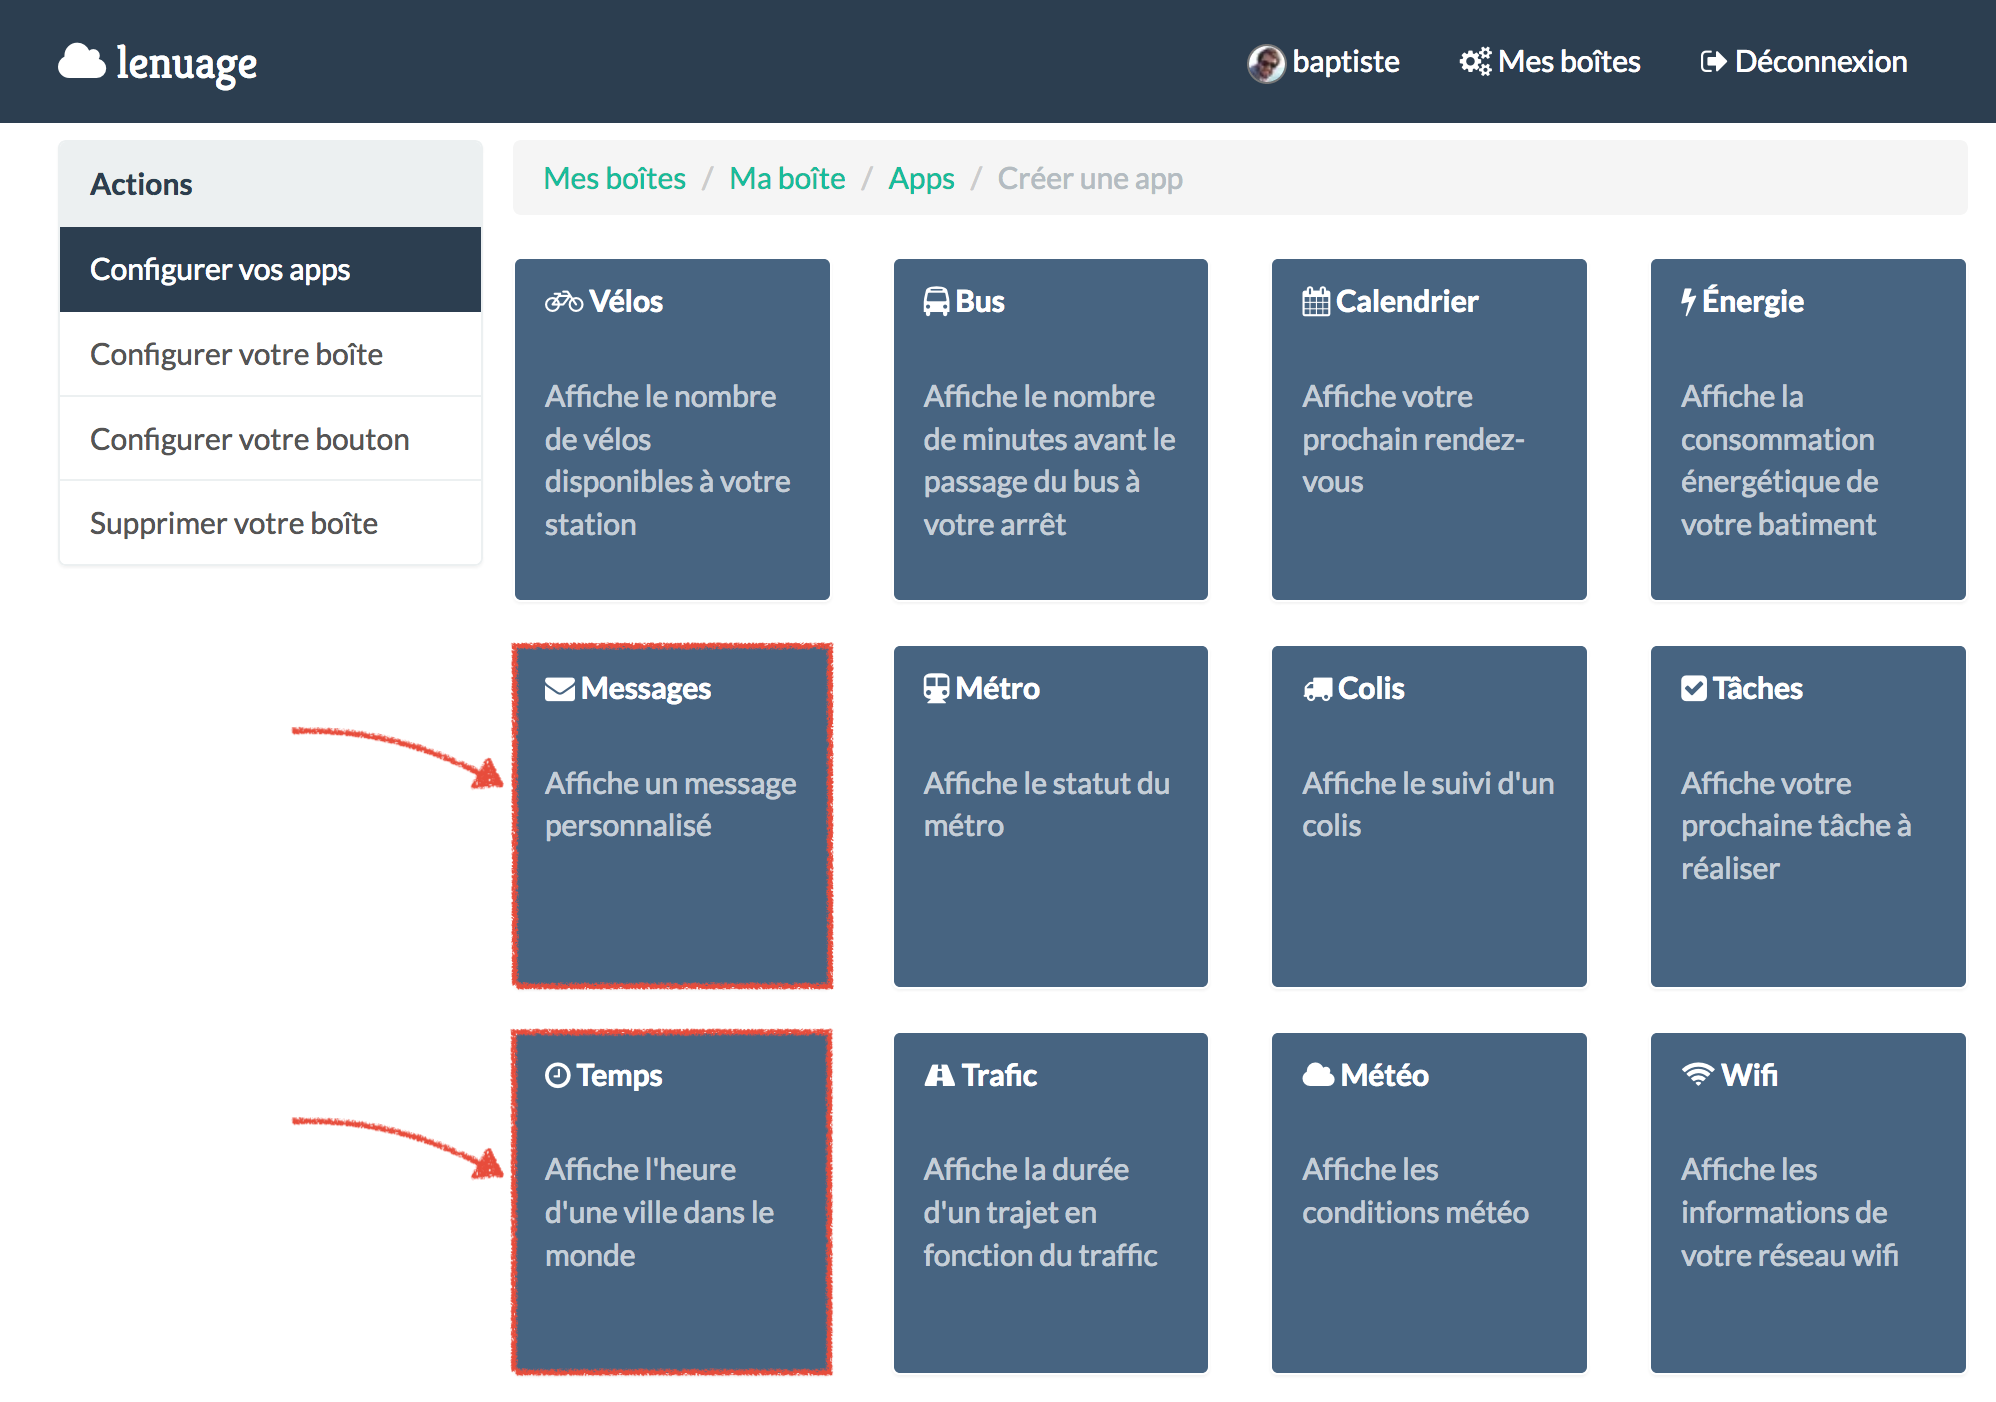 lenuage
baptiste
Mes boîtes
Déconnexion
Actions
Configurer vos apps
Configurer votre boîte
Configurer votre bouton
Supprimer votre boîte
Mes boîtes / Ma boîte / Apps / Créer une app
Vélos
Affiche le nombre
de vélos
disponibles à votre
station
Bus
Affiche le nombre
de minutes avant le
passage du bus à
votre arrêt
Calendrier
Affiche votre
prochain rendez-
vous
Énergie
Affiche la
consommation
énergétique de
votre batiment
Messages
Affiche un message
personnalisé
Métro
Affiche le statut du
métro
Colis
Affiche le suivi d'un
colis
Tâches
Affiche votre
prochaine tâche à
réaliser
Temps
Affiche l'heure
d'une ville dans le
monde
Trafic
Affiche la durée
d'un trajet en
fonction du traffic
Météo
Affiche les
conditions météo
Wifi
Affiche les
informations de
votre réseau wifi